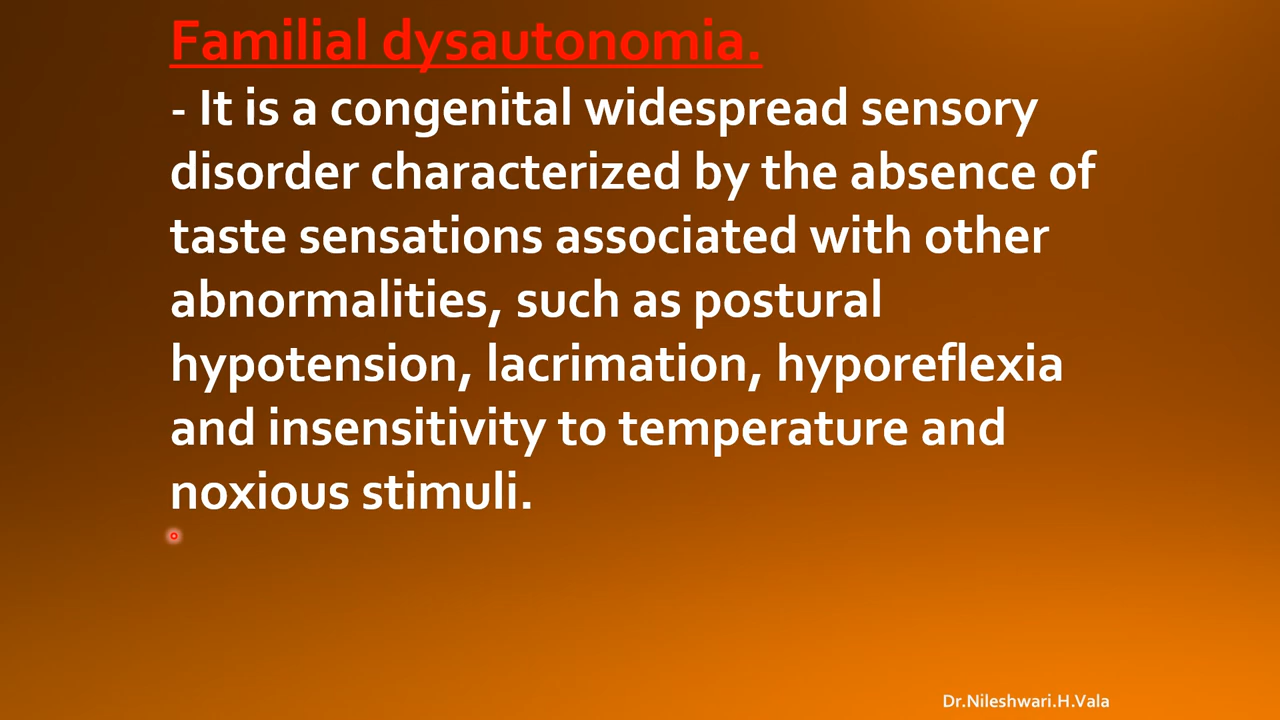 Familial dysautonomia.
- It is a congenital widespread sensory
disorder characterized by the absence of
taste sensations associated with other
abnormalities, such as postural
hypotension, lacrimation, hyporeflexia
and insensitivity to temperature and
noxious stimuli.
Dr.Nileshwari.H.Vala